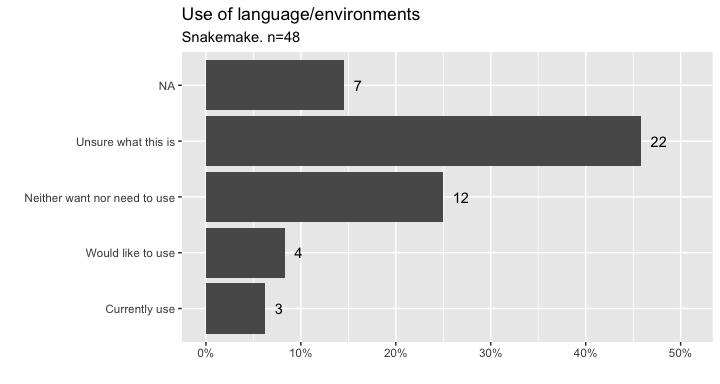 Use of language/environments
Snakemake. n=48
NA
7
Unsure what this is
22
Neither want nor need to use
12
Would like to use
4
Currently use
3
0%
10%
20%
30%
40%
50%